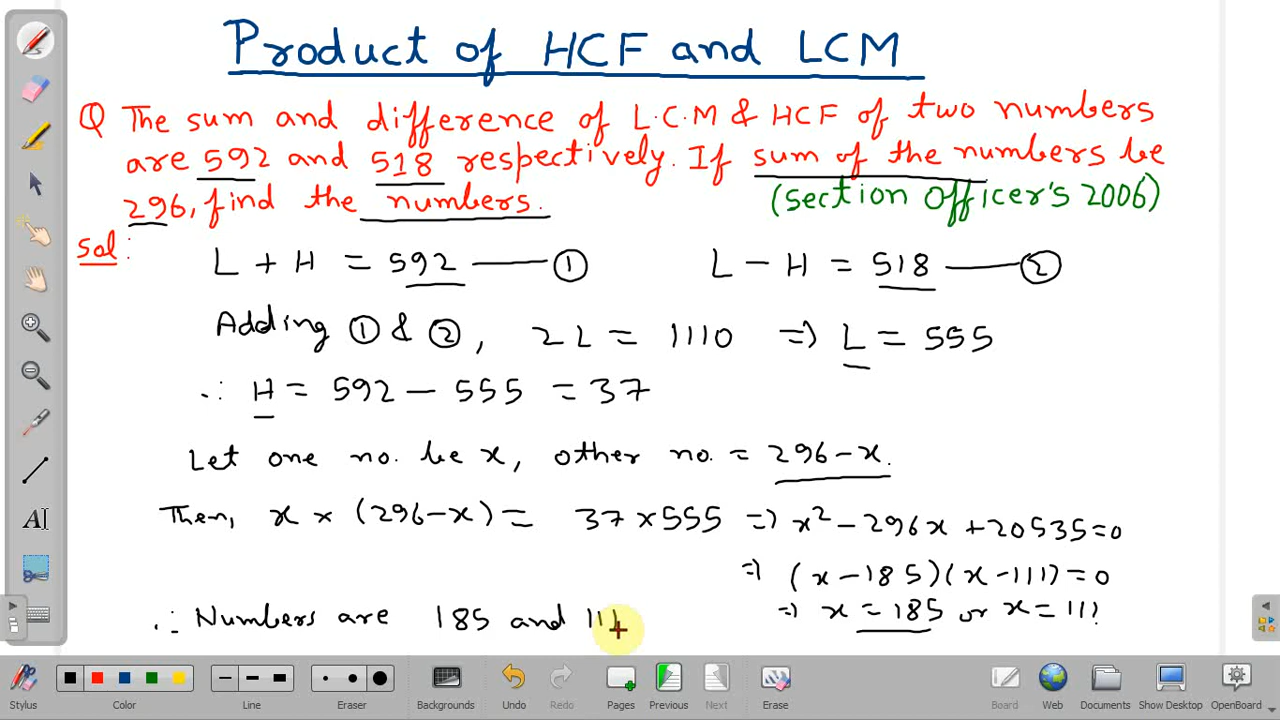 Product of HCF and LCM
Q The sum and difference of L.C.M & HCF of two numbers
are 592 and 518 respectively. If sum of the numbers be
296, find the numbers.
(section Officer's 2006)
Sol:
L + H = 592 —— ①
L - H = 518 —— ②
Adding ① & ②, 2L = 1110 => L = 555
∴ H = 592 - 555 = 37
Let one no. be x, other no. = 296-x.
Then, x × (296-x) = 37×555 => x² - 296x + 20535=0
=> (x-185)(x-111)=0
=> x = 185 or x = 111
∴ Numbers are 185 and 111
AI
Stylus
Color
Line
Eraser
Backgrounds
Undo
Redo
Pages
Previous
Next
Erase
Board
Web
Documents
Show Desktop
OpenBoard